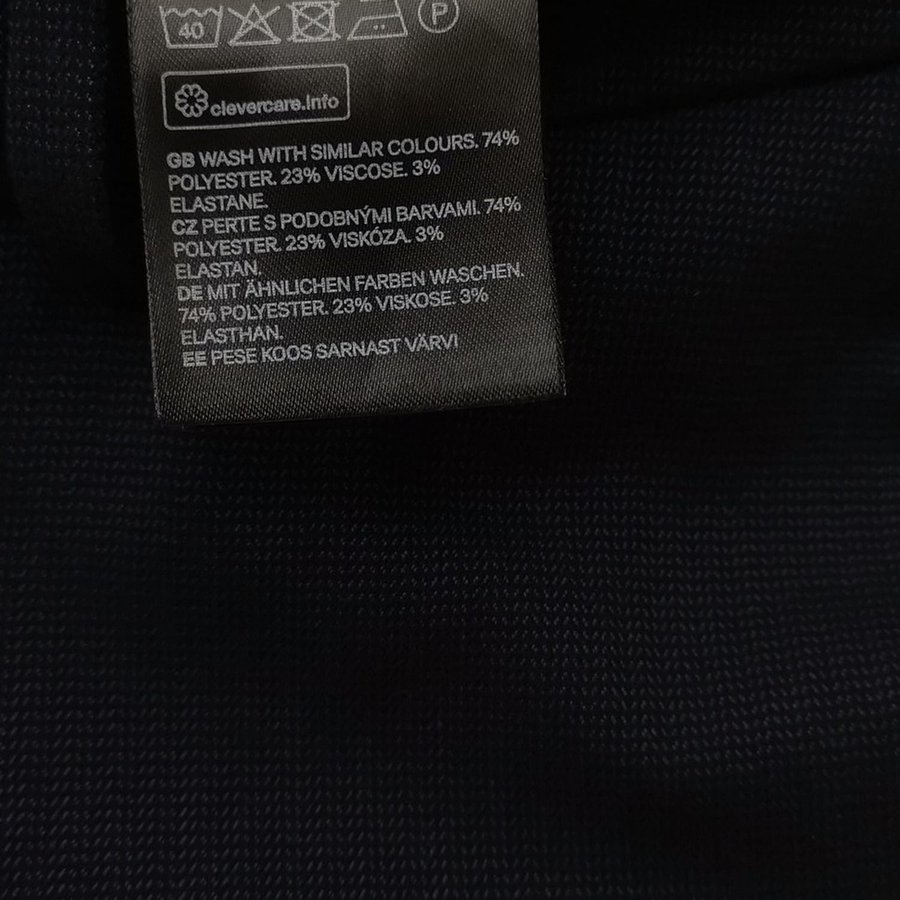 40 P
clevercare.info
GB WASH WITH SIMILAR COLOURS. 74%
POLYESTER. 23% VISCOSE. 3%
ELASTANE.
CZ PERTE S PODOBNÝMI BARVAMI. 74%
POLYESTER. 23% VISKÓZA. 3%
ELASTAN.
DE MIT ÄHNLICHEN FARBEN WASCHEN.
74% POLYESTER. 23% VISKOSE. 3%
ELASTHAN.
EE PESE KOOS SARNAST VÄRVI